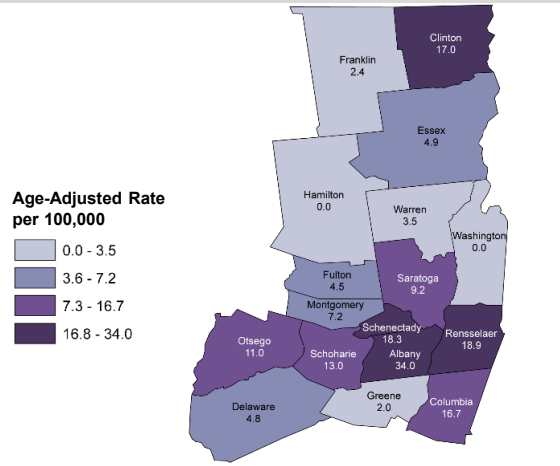 Clinton
17.0
Franklin
2.4
Essex
4.9
Age-Adjusted Rate
per 100,000
0.0 - 3.5
3.6 - 7.2
7.3 - 16.7
16.8 - 34.0
Hamilton
0.0
Warren
3.5
Washington
0.0
Fulton
4.5
Saratoga
9.2
Montgomery
7.2
Schenectady
18.3
Rensselaer
18.9
Otsego
11.0
Schoharie
13.0
Albany
34.0
Greene
2.0
Columbia
16.7
Delaware
4.8